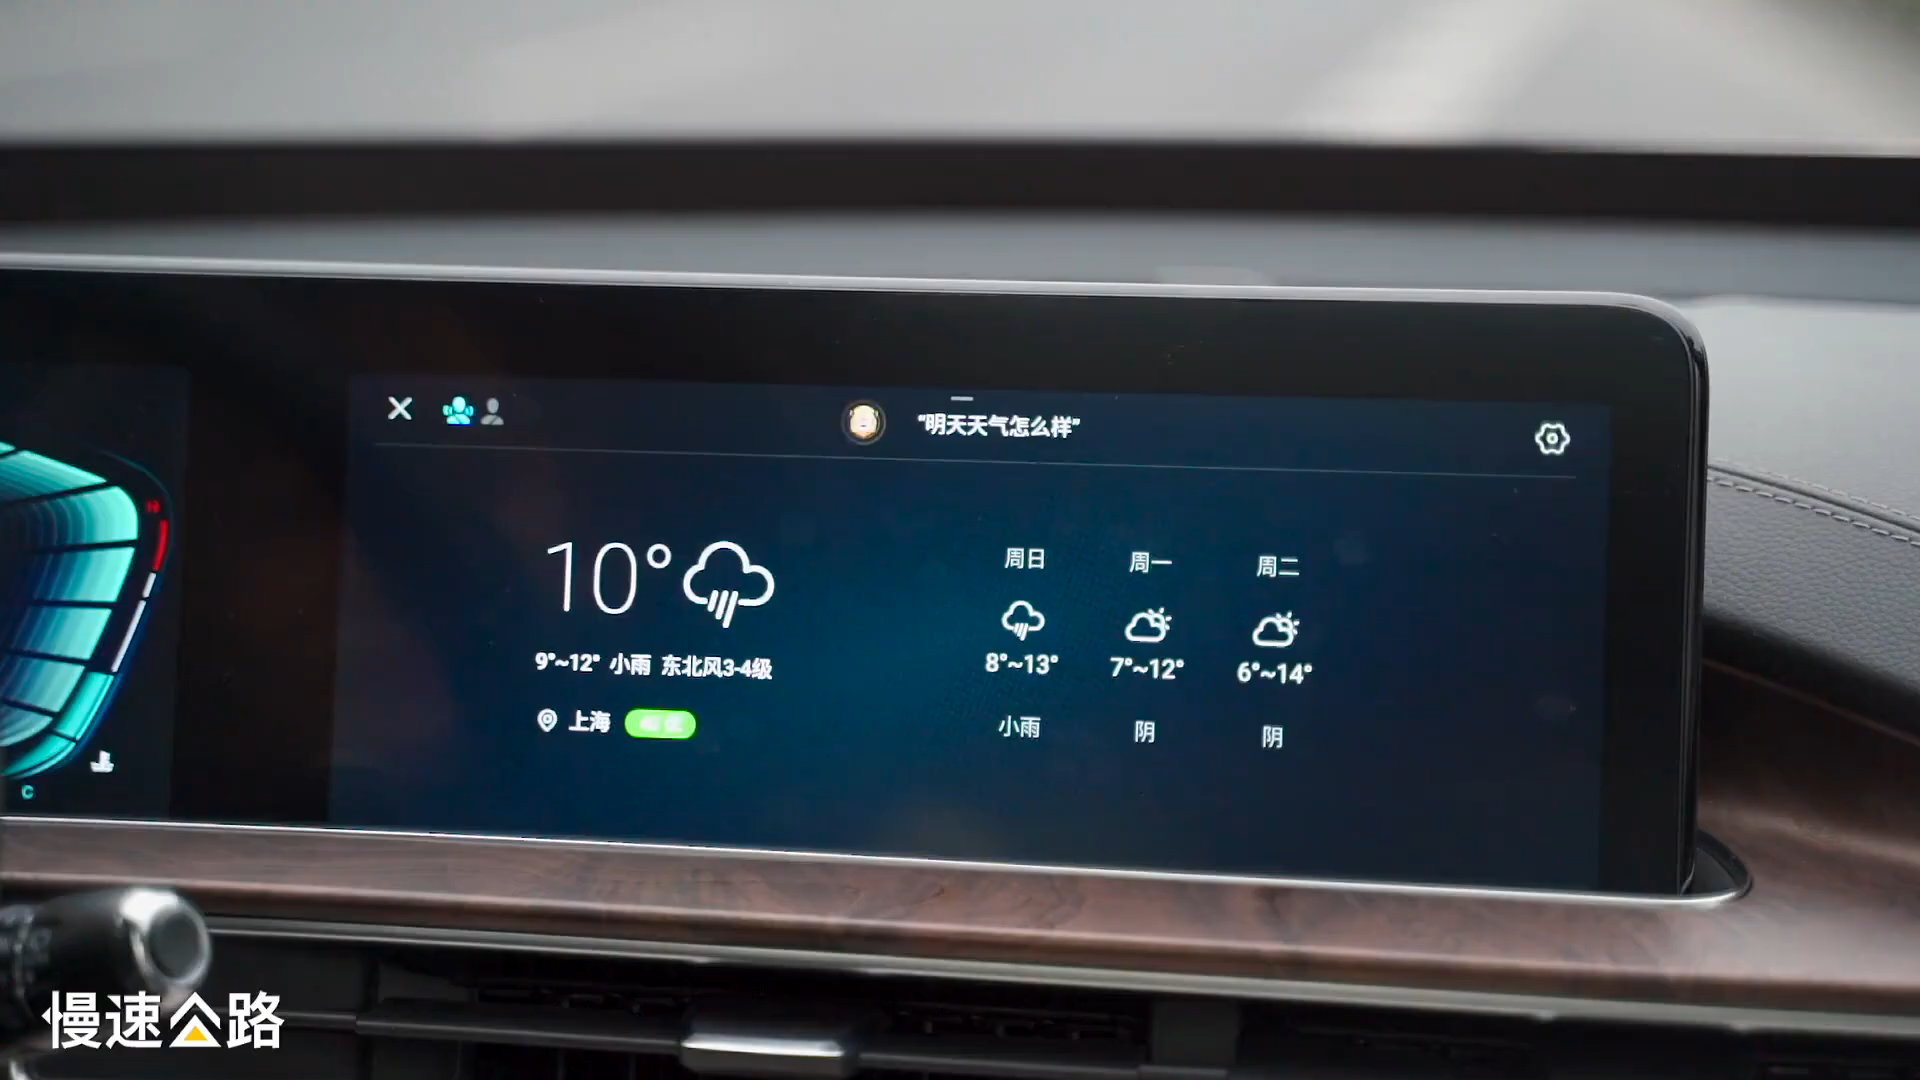 “明天天气怎么样”
10°
9°~12° 小雨 东北风3-4级
上海
周日 周一 周二
8°~13° 7°~12° 6°~14°
小雨 阴 阴
H
C
慢速公路